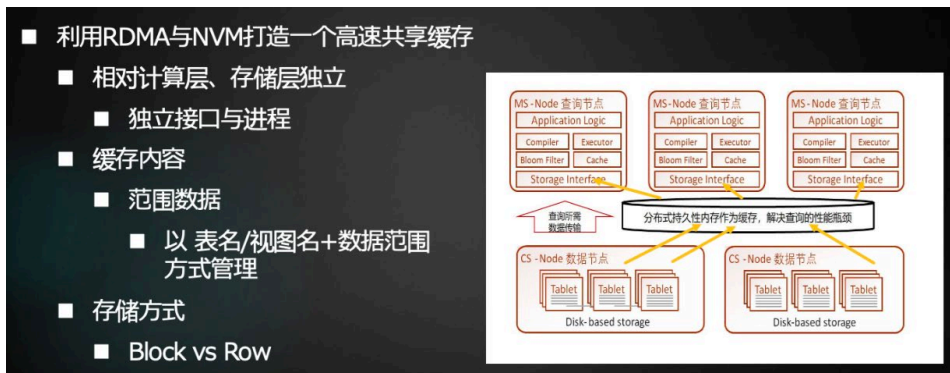 利用RDMA与NVM打造一个高速共享缓存
相对计算层、存储层独立
独立接口与进程
缓存内容
范围数据
以 表名/视图名+数据范围
方式管理
存储方式
Block vs Row
MS-Node 查询节点
Application Logic
Compiler Executor
Bloom Filter Cache
Storage Interface
MS-Node 查询节点
Application Logic
Compiler Executor
Bloom Filter Cache
Storage Interface
MS-Node 查询节点
Application Logic
Compiler Executor
Bloom Filter Cache
Storage Interface
查询所需
数据传输
分布式持久性内存作为缓存，解决查询的性能瓶颈
CS -Node 数据节点
Tablet Tablet Tablet
Disk-based storage
CS -Node 数据节点
Tablet Tablet Tablet
Disk-based storage